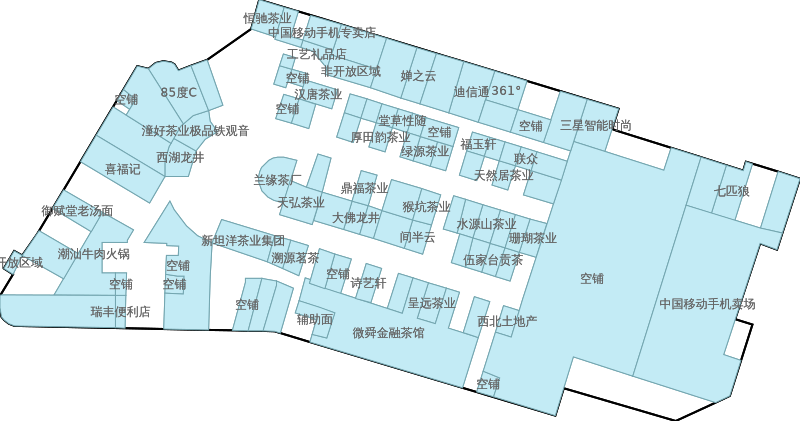 恒驰茶业
中国移动手机专卖店
工艺礼品店
非开放区域
空铺
婵之云
迪信通
361°
85度C
空铺
汉唐茶业
空铺
堂草性随
空铺
空铺
三星智能时尚
潼好茶业极品铁观音
厚田韵茶业
绿源茶业
福玉轩
联众
西湖龙井
喜福记
天然居茶业
兰缘茶厂
鼎福茶业
七匹狼
天弘茶业
猴坑茶业
御赋堂老汤面
大佛龙井
水源山茶业
新坦洋茶业集团
间半云
珊瑚茶业
潮汕牛肉火锅
溯源茗茶
伍家台贡茶
开放区域
空铺
空铺
空铺
空铺
空铺
诗艺轩
空铺
瑞丰便利店
空铺
呈远茶业
中国移动手机卖场
辅助面
微舜金融茶馆
西北土地产
空铺